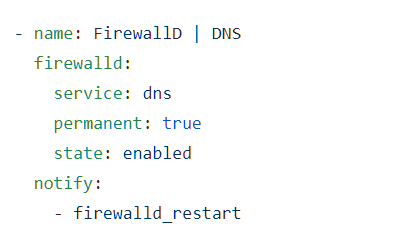 - name: FirewallD | DNS
  firewalld:
    service: dns
    permanent: true
    state: enabled
  notify:
    - firewalld_restart